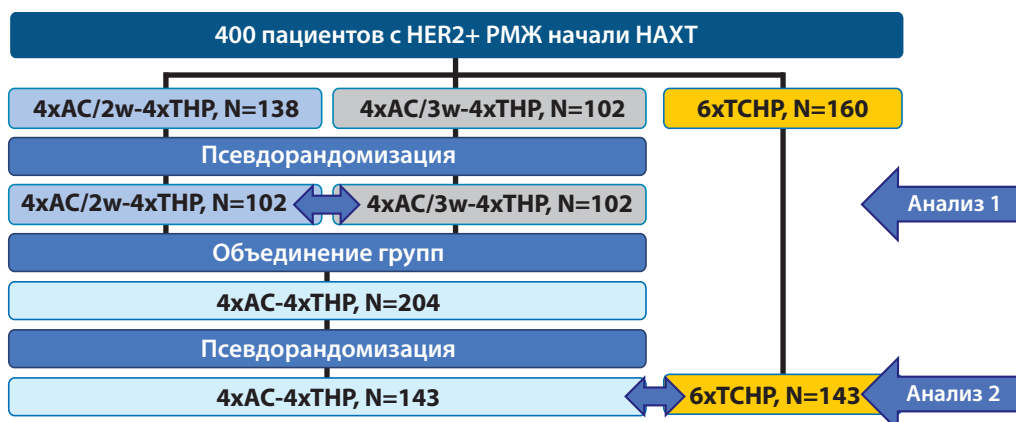 400 пациентов с HER2+ РМЖ начали НАХТ
4xAC/2w-4xTHP, N=138
4xAC/3w-4xTHP, N=102
6xTCHP, N=160
Псевдорандомизация
4xAC/2w-4xTHP, N=102
4xAC/3w-4xTHP, N=102
Анализ 1
Объединение групп
4xAC-4xTHP, N=204
Псевдорандомизация
4xAC-4xTHP, N=143
6xTCHP, N=143
Анализ 2